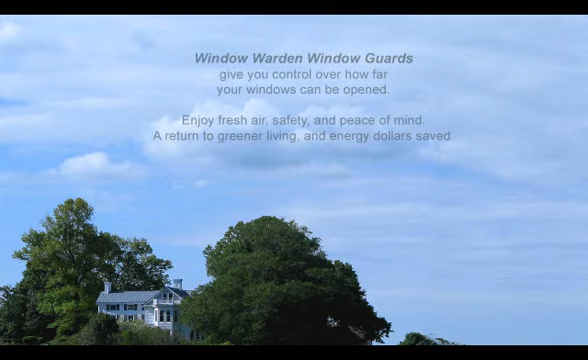 Window Warden Window Guards
give you control over how far
your windows can be opened.
Enjoy fresh air, safety, and peace of mind.
A return to greener living, and energy dollars saved.